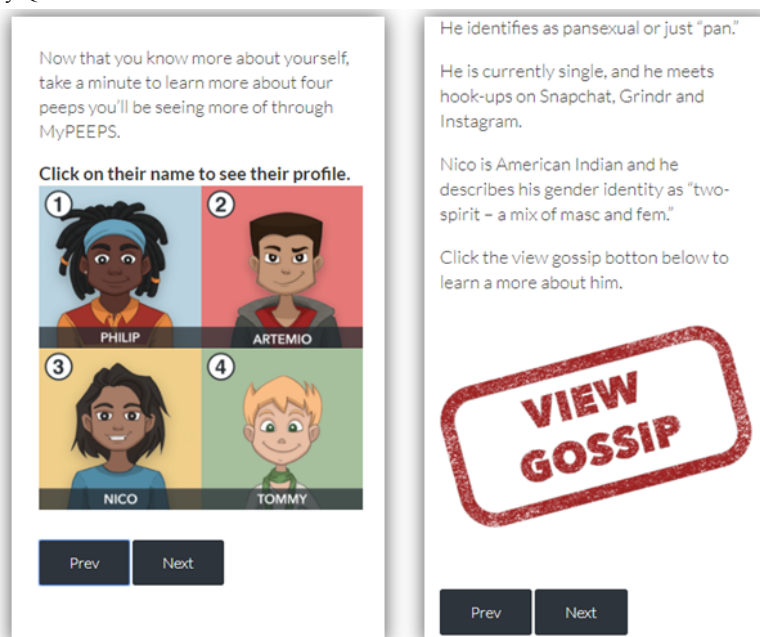 Now that you know more about yourself,
take a minute to learn more about four
peeps you'll be seeing more of through
MyPEEPS.
Click on their name to see their profile.
1
2
PHILIP
ARTEMIO
3
4
NICO
TOMMY
Prev
Next
He identifies as pansexual or just "pan."
He is currently single, and he meets
hook-ups on Snapchat, Grindr and
Instagram.
Nico is American Indian and he
describes his gender identity as "two-
spirit – a mix of masc and fem."
Click the view gossip botton below to
learn a more about him.
VIEW
GOSSIP
Prev
Next